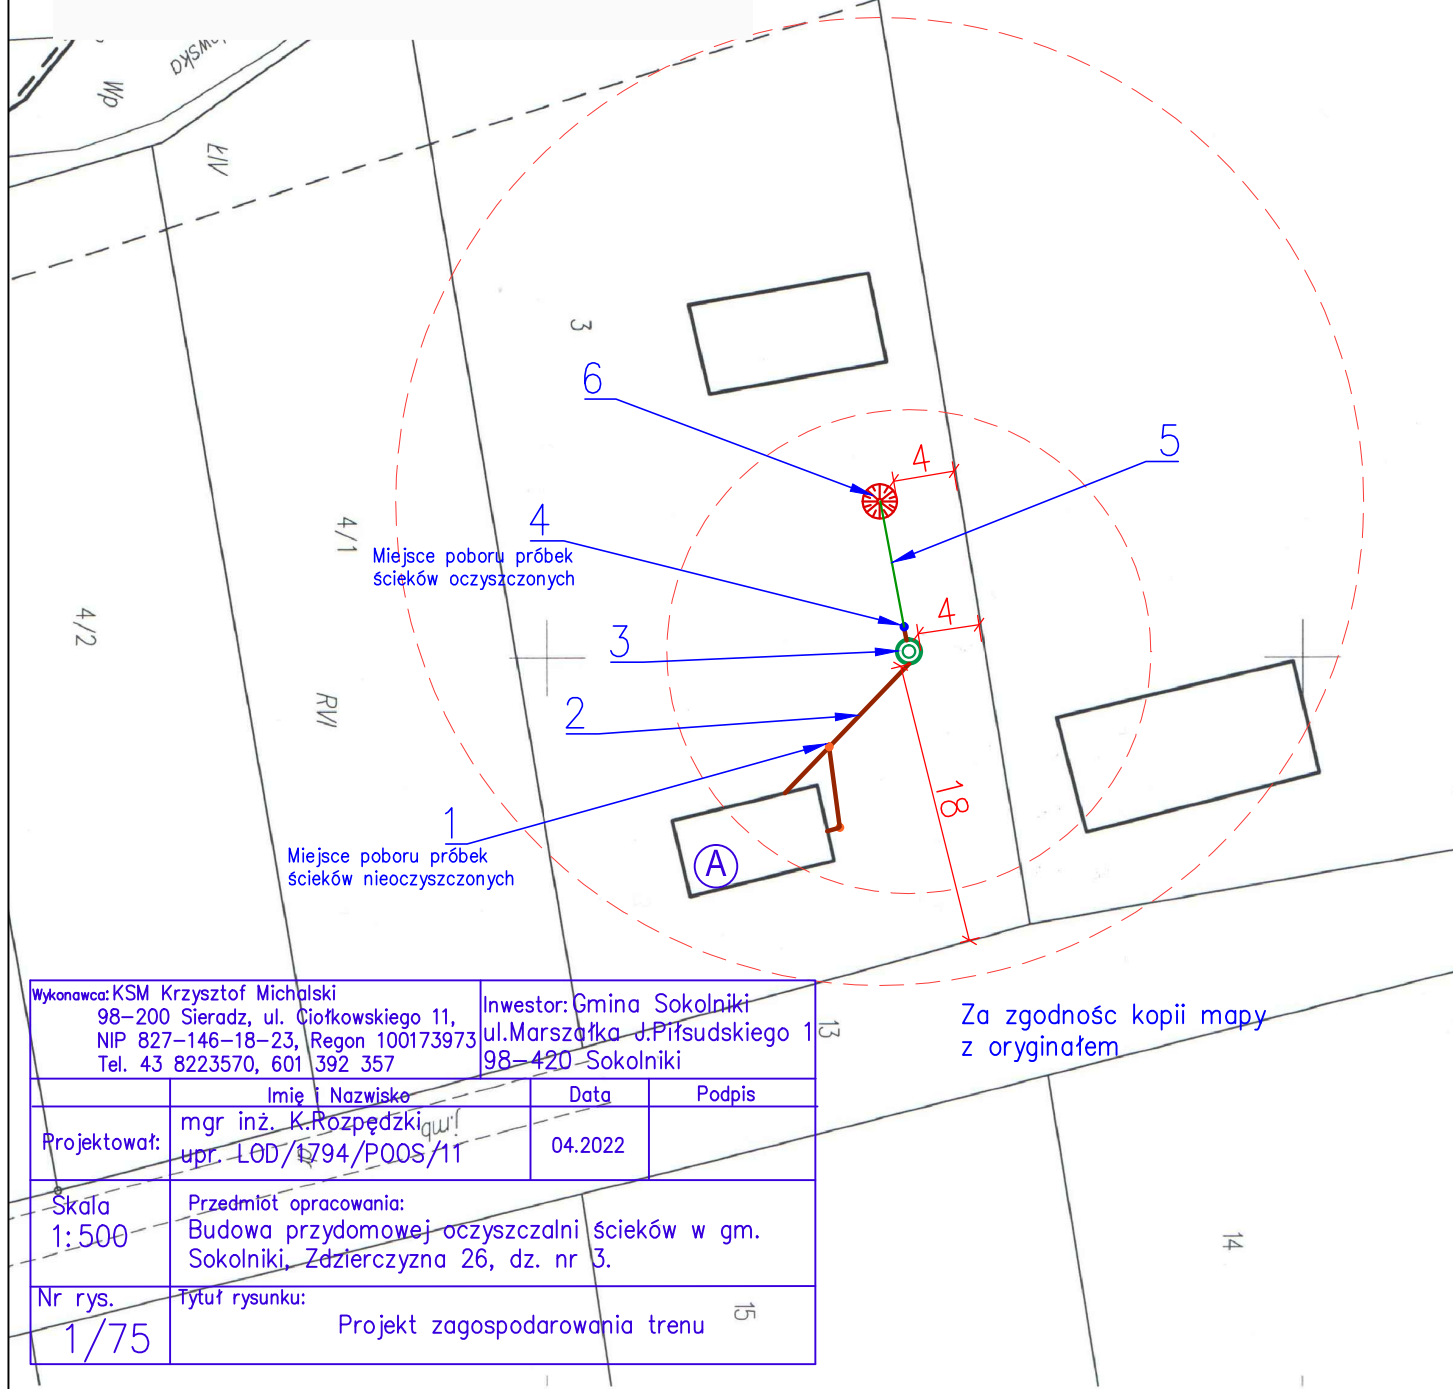 Wp
ŁIV
3
6
5
4
4
4/1
Miejsce poboru próbek
ścieków oczyszczonych
4/2
4
3
RVI
2
18
1
Miejsce poboru próbek
ścieków nieoczyszczonych
A
Wykonawca: KSM Krzysztof Michalski
98-200 Sieradz, ul. Ciołkowskiego 11,
NIP 827-146-18-23, Regon 100173973
Tel. 43 8223570, 601 392 357
Inwestor: Gmina Sokolniki
ul.Marszałka J.Piłsudskiego 1
98-420 Sokolniki
13
Za zgodnośc kopii mapy
z oryginałem
Imię i Nazwisko
Data
Podpis
Projektował:
mgr inż. K.Rozpędzki
upr. LOD/1794/POOS/11
04.2022
dr
Skala
1:500
Przedmiot opracowania:
Budowa przydomowej oczyszczalni ścieków w gm.
Sokolniki, Zdzierczyzna 26, dz. nr 3.
14
Nr rys.
1/75
Tytuł rysunku:
Projekt zagospodarowania trenu
15